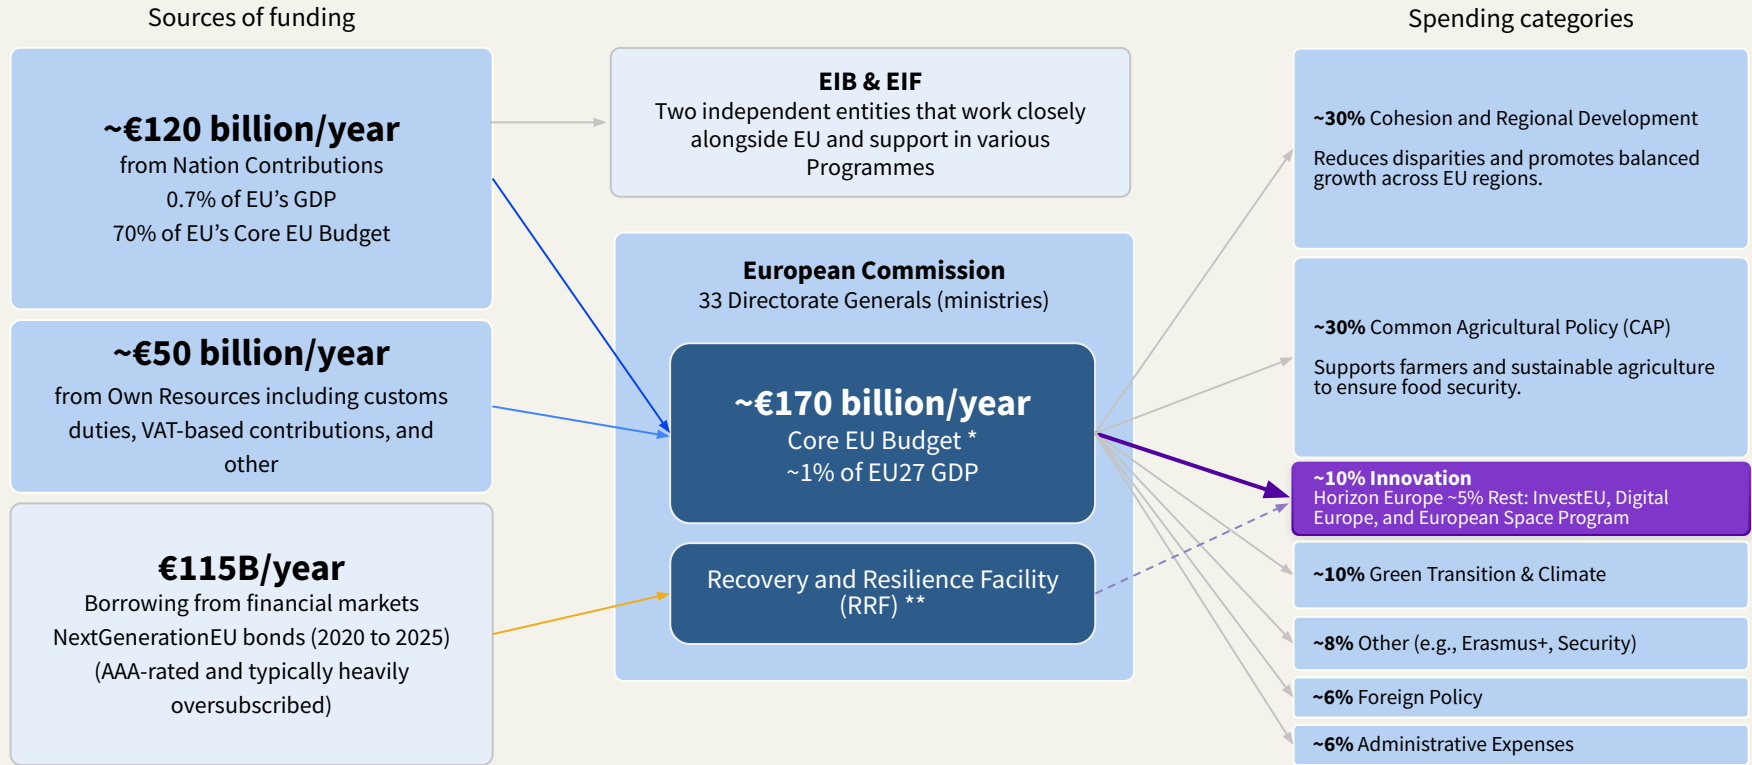 Sources of funding
~€120 billion/year
from Nation Contributions
0.7% of EU’s GDP
70% of EU’s Core EU Budget
~€50 billion/year
from Own Resources including customs
duties, VAT-based contributions, and
other
€115B/year
Borrowing from financial markets
NextGenerationEU bonds (2020 to 2025)
(AAA-rated and typically heavily
oversubscribed)
EIB & EIF
Two independent entities that work closely
alongside EU and support in various
Programmes
European Commission
33 Directorate Generals (ministries)
~€170 billion/year
Core EU Budget *
~1% of EU27 GDP
Recovery and Resilience Facility
(RRF) **
Spending categories
~30% Cohesion and Regional Development
Reduces disparities and promotes balanced
growth across EU regions.
~30% Common Agricultural Policy (CAP)
Supports farmers and sustainable agriculture
to ensure food security.
~10% Innovation
Horizon Europe ~5% Rest: InvestEU, Digital
Europe, and European Space Program
~10% Green Transition & Climate
~8% Other (e.g., Erasmus+, Security)
~6% Foreign Policy
~6% Administrative Expenses